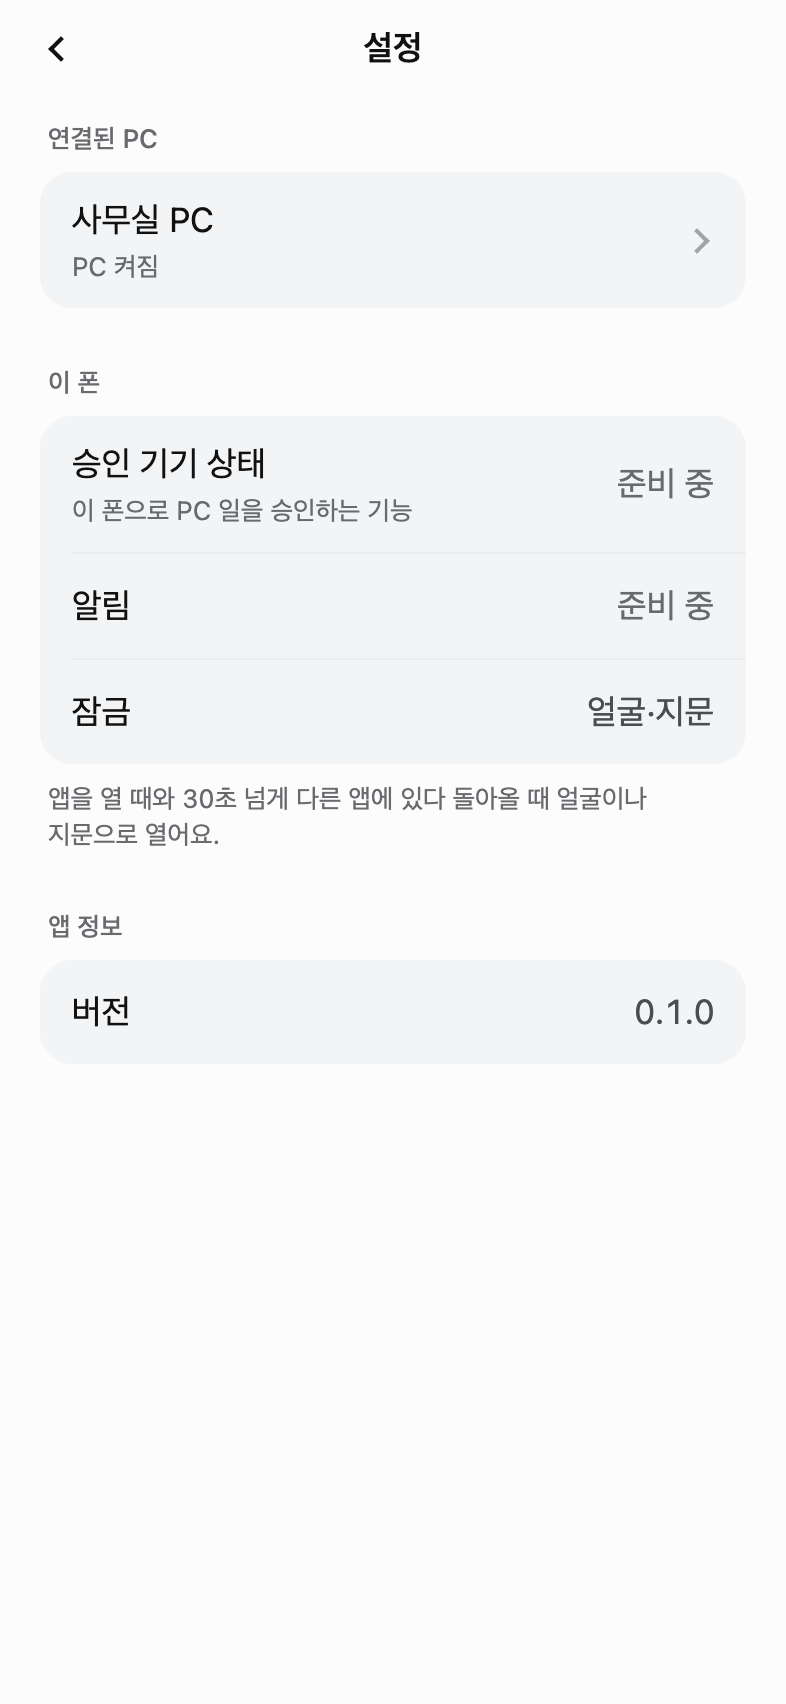 설정
연결된 PC
사무실 PC
PC 켜짐
이 폰
승인 기기 상태
이 폰으로 PC 일을 승인하는 기능
준비 중
알림
준비 중
잠금
얼굴·지문
앱을 열 때와 30초 넘게 다른 앱에 있다 돌아올 때 얼굴이나
지문으로 열어요.
앱 정보
버전
0.1.0